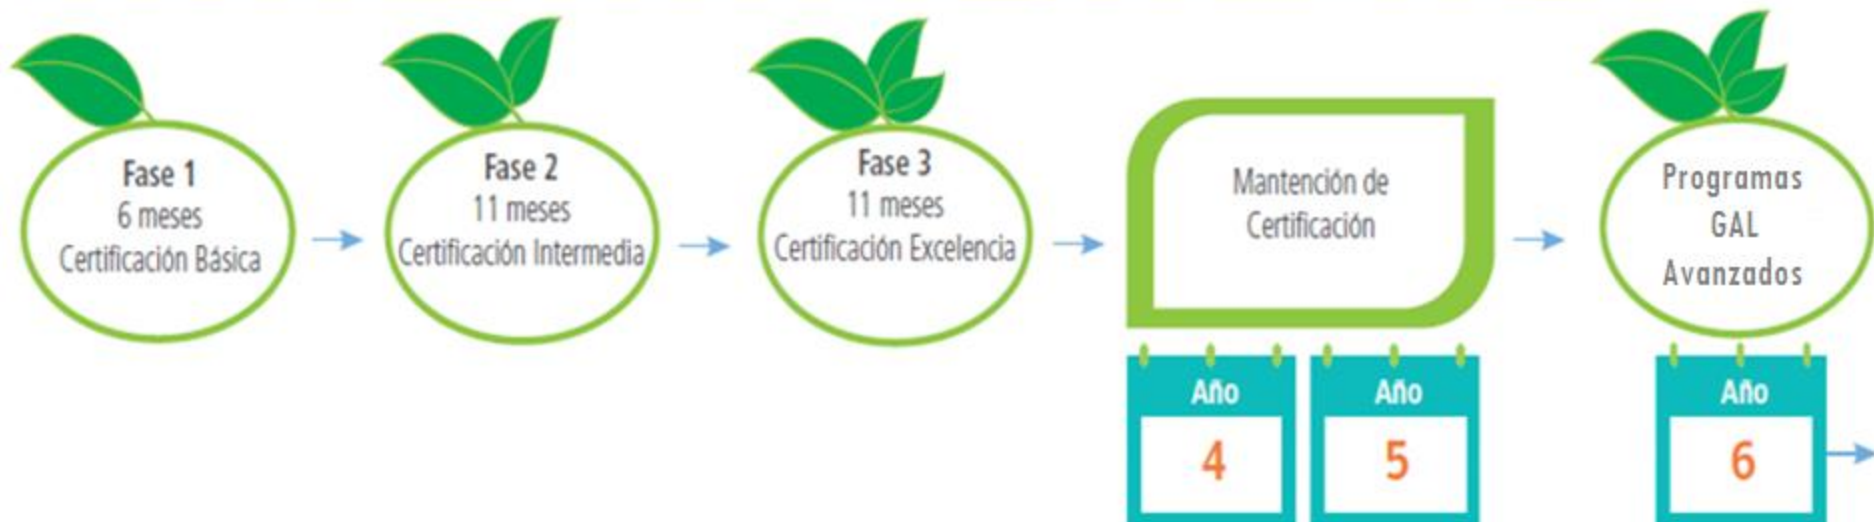 Fase 1
6 meses
Certificación Básica
Fase 2
11 meses
Certificación Intermedia
Fase 3
11 meses
Certificación Excelencia
Mantención de
Certificación
Año
4
Año
5
Programas
GAL
Avanzados
Año
6